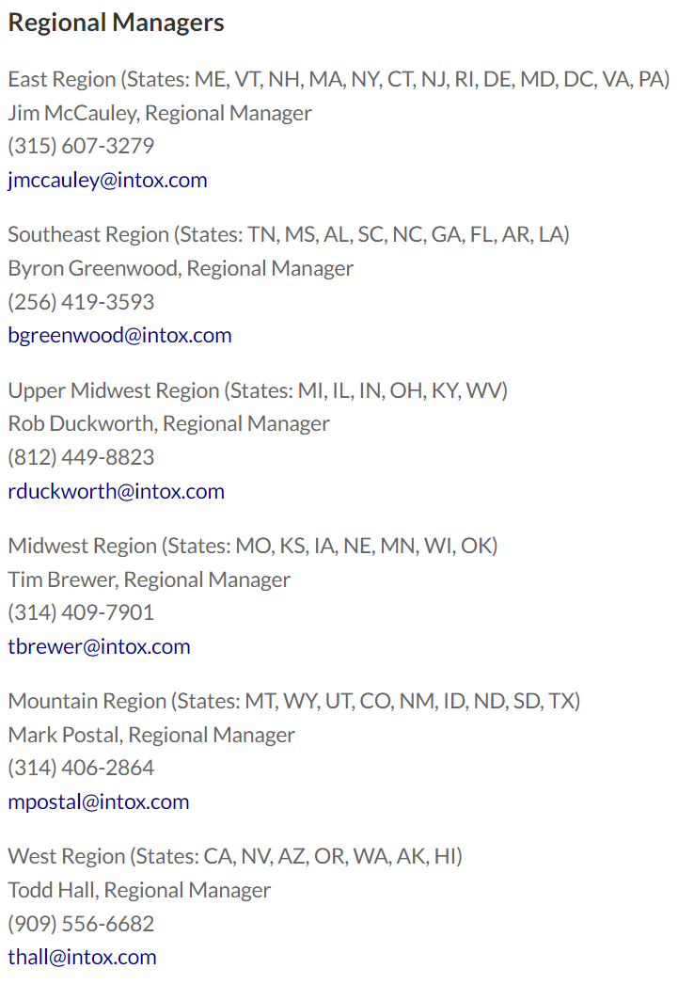 Regional Managers
East Region (States: ME, VT, NH, MA, NY, CT, NJ, RI, DE, MD, DC, VA, PA)
Jim McCauley, Regional Manager
(315) 607-3279
jmccauley@intox.com
Southeast Region (States: TN, MS, AL, SC, NC, GA, FL, AR, LA)
Byron Greenwood, Regional Manager
(256) 419-3593
bgreenwood@intox.com
Upper Midwest Region (States: MI, IL, IN, OH, KY, WV)
Rob Duckworth, Regional Manager
(812) 449-8823
rduckworth@intox.com
Midwest Region (States: MO, KS, IA, NE, MN, WI, OK)
Tim Brewer, Regional Manager
(314) 409-7901
tbrewer@intox.com
Mountain Region (States: MT, WY, UT, CO, NM, ID, ND, SD, TX)
Mark Postal, Regional Manager
(314) 406-2864
mpostal@intox.com
West Region (States: CA, NV, AZ, OR, WA, AK, HI)
Todd Hall, Regional Manager
(909) 556-6682
thall@intox.com